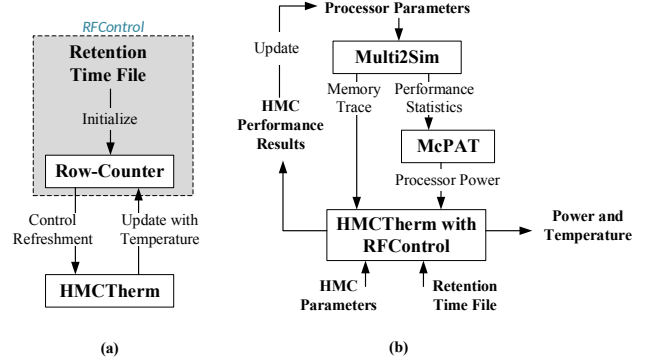 RFControl
Retention
Time File
Initialize
Row-Counter
Control
Refreshment
Update with
Temperature
HMCTherm
(a)
Processor Parameters
Update
Multi2Sim
Memory
Trace
Performance
Statistics
HMC
Performance
Results
McPAT
Processor Power
HMCTherm with
RFControl
Power and
Temperature
HMC
Parameters
Retention
Time File
(b)